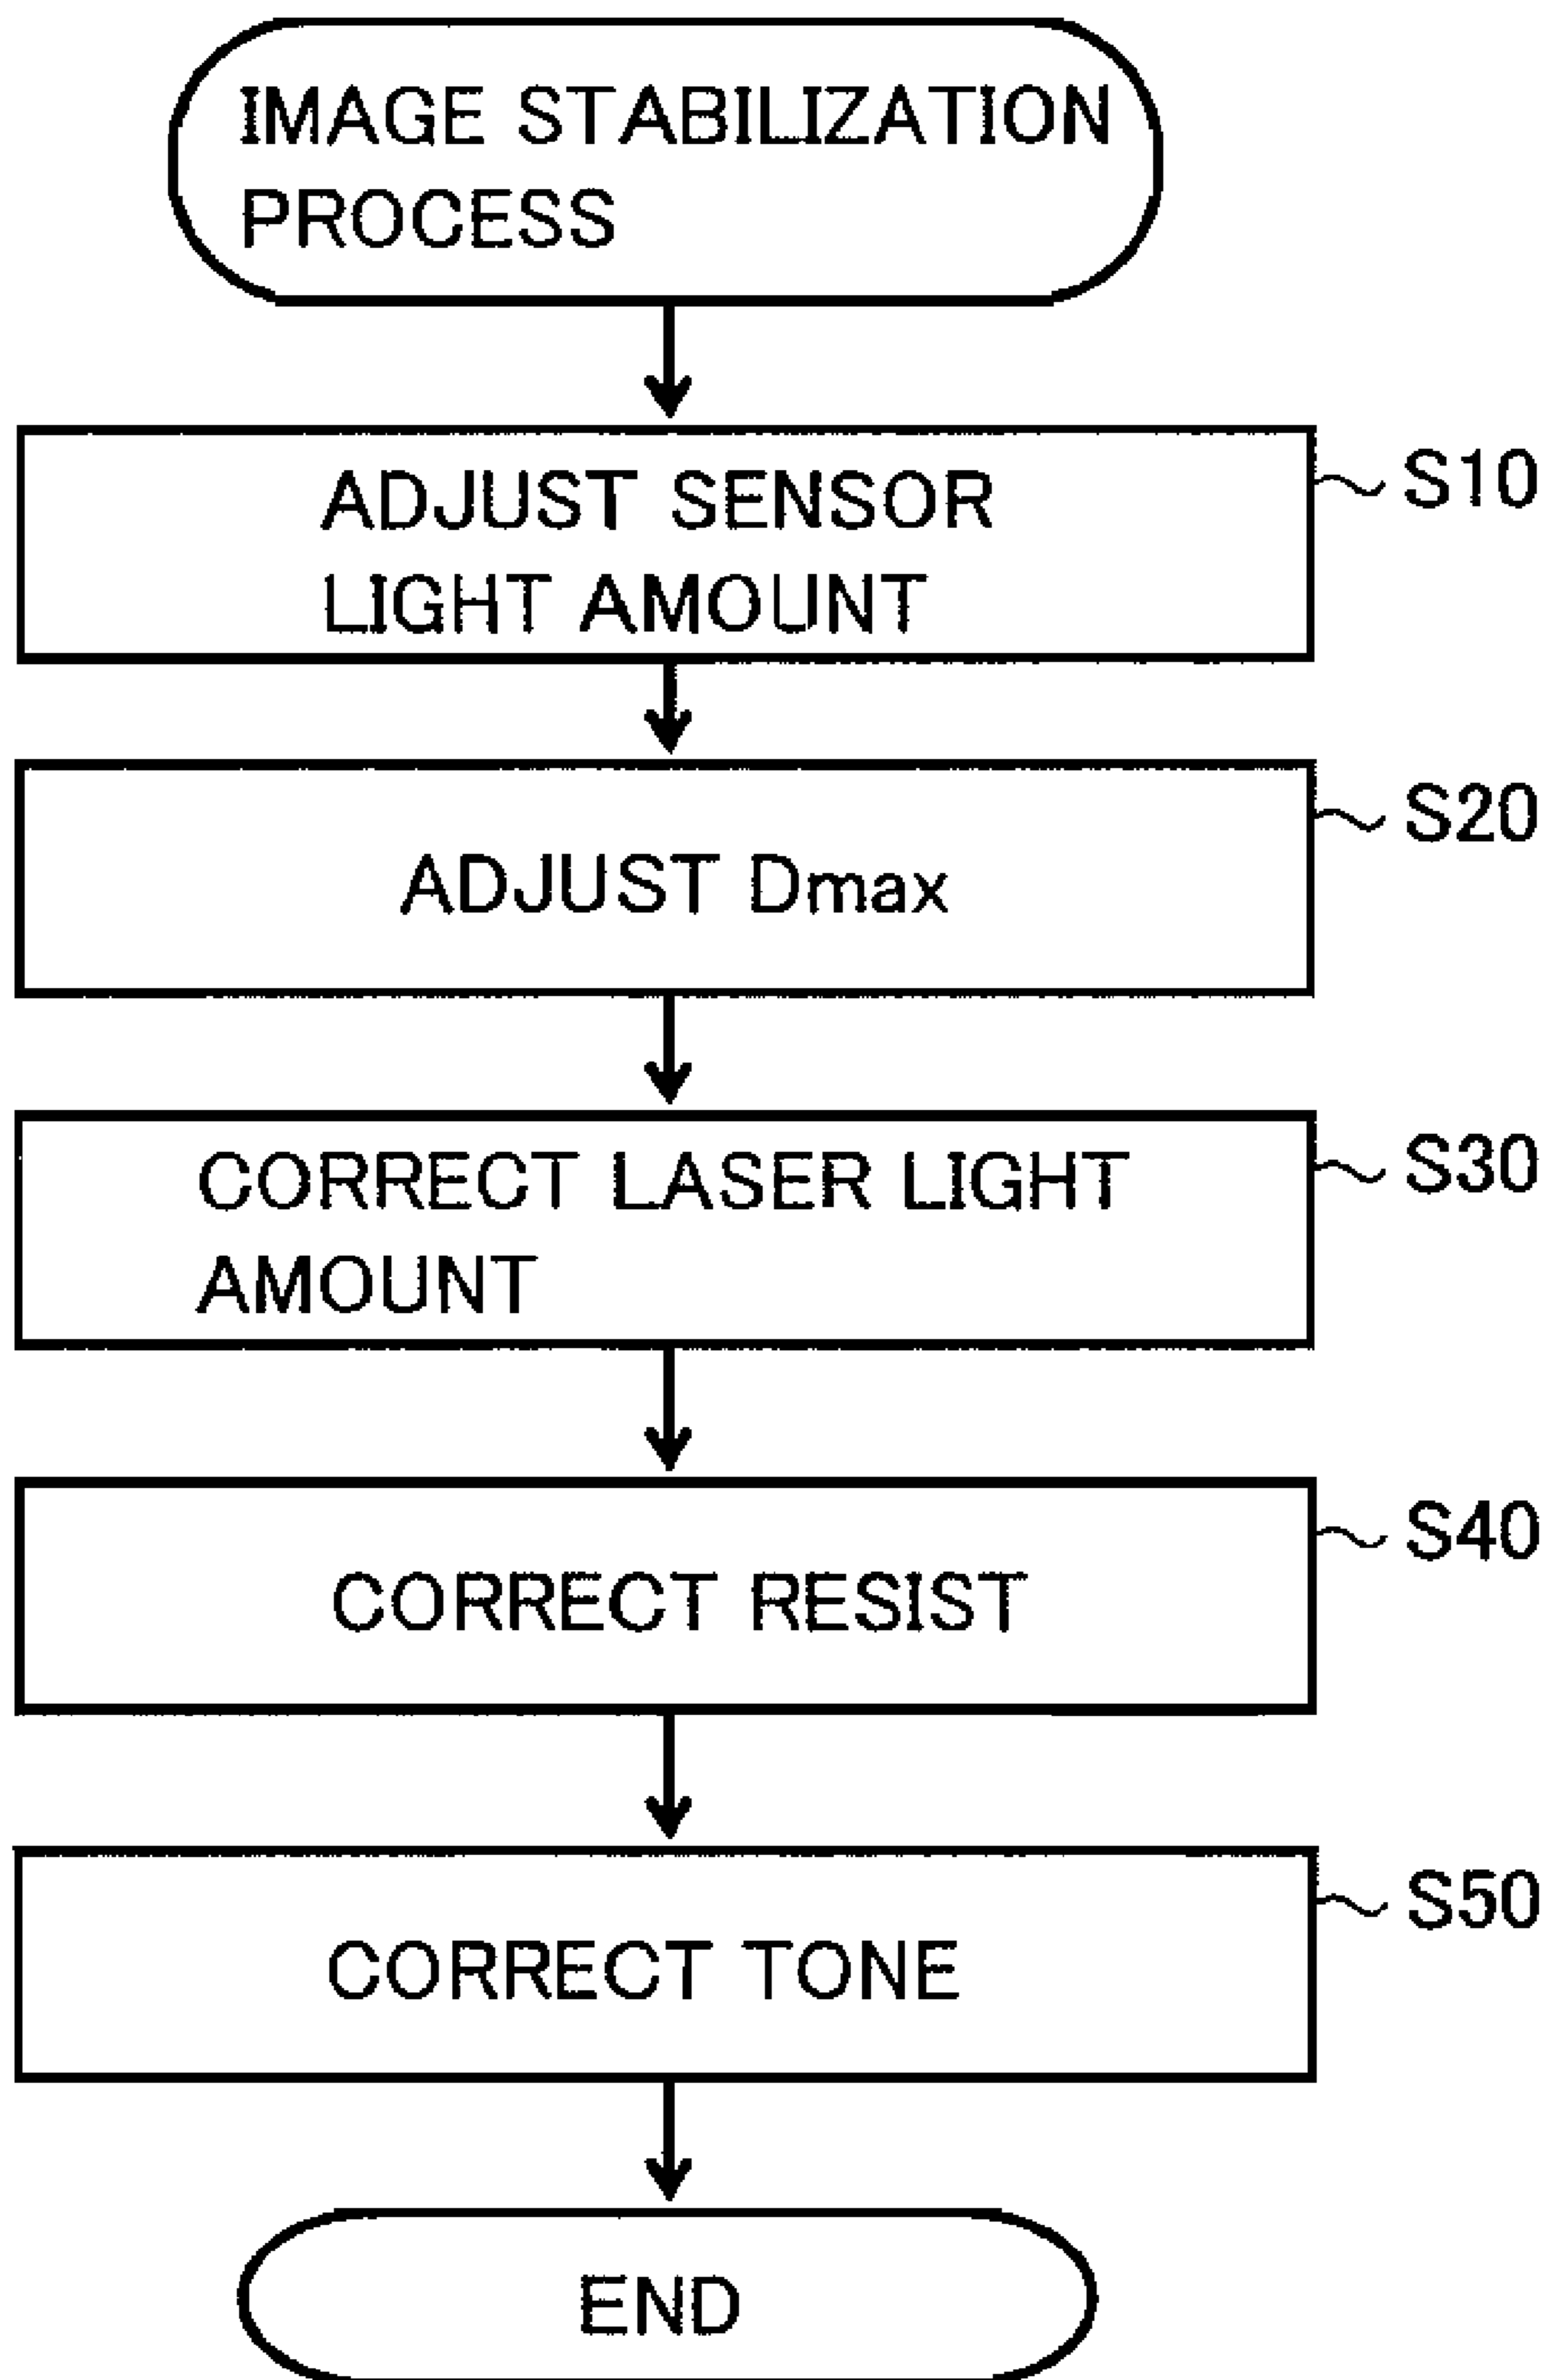 IMAGE STABILIZATION
PROCESS
ADJUST SENSOR
LIGHT AMOUNT
S10
ADJUST Dmax
S20
CORRECT LASER LIGHT
AMOUNT
S30
CORRECT RESIST
S40
CORRECT TONE
S50
END